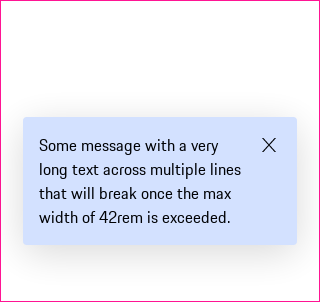 Some message with a very
long text across multiple lines
that will break once the max
width of 42rem is exceeded.